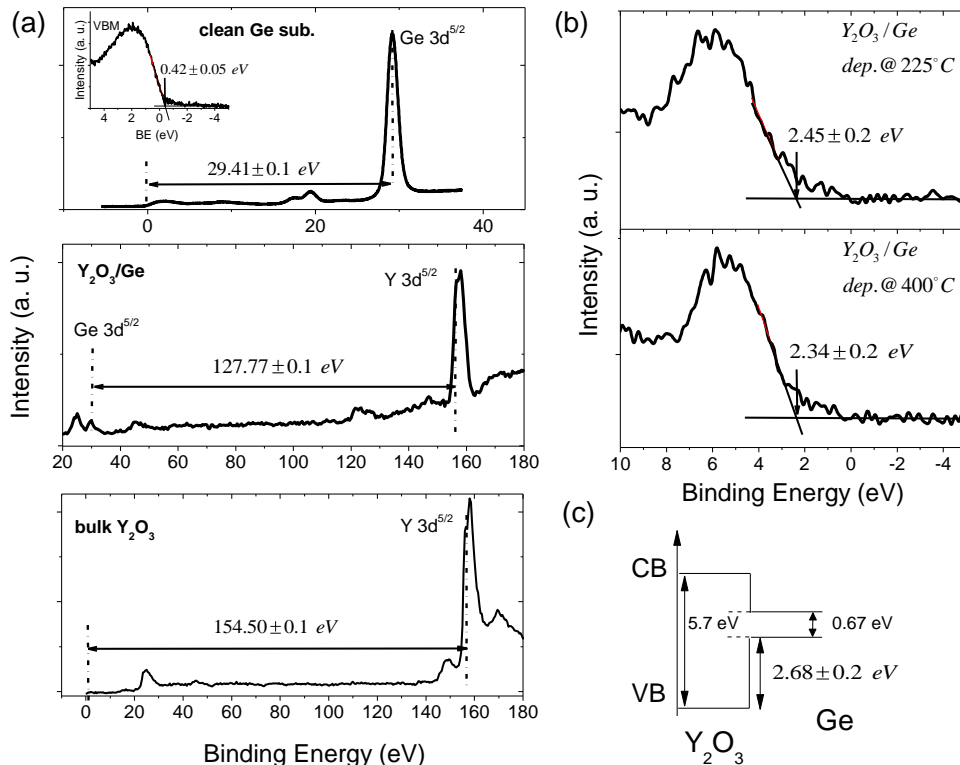 (a)
Intensity (a. u.)
VBM
clean Ge sub.
Ge 3d5/2
Intensity (a. u.)
0.42±0.05 eV
5 4 2 0 -2 -4
BE (eV)
29.41±0.1 eV
0 20 40
Y2O3/Ge
Y 3d5/2
Ge 3d5/2
127.77±0.1 eV
20 40 60 80 100 120 140 160 180
bulk Y2O3
Y 3d5/2
154.50±0.1 eV
0 20 40 60 80 100 120 140 160 180
Binding Energy (eV)
(b)
Intensity (a. u.)
Y2O3/Ge
dep.@225°C
2.45±0.2 eV
Y2O3/Ge
dep.@400°C
2.34±0.2 eV
10 8 6 4 2 0 -2 -4
Binding Energy (eV)
(c)
CB
5.7 eV
0.67 eV
2.68±0.2 eV
VB
Ge
Y2O3